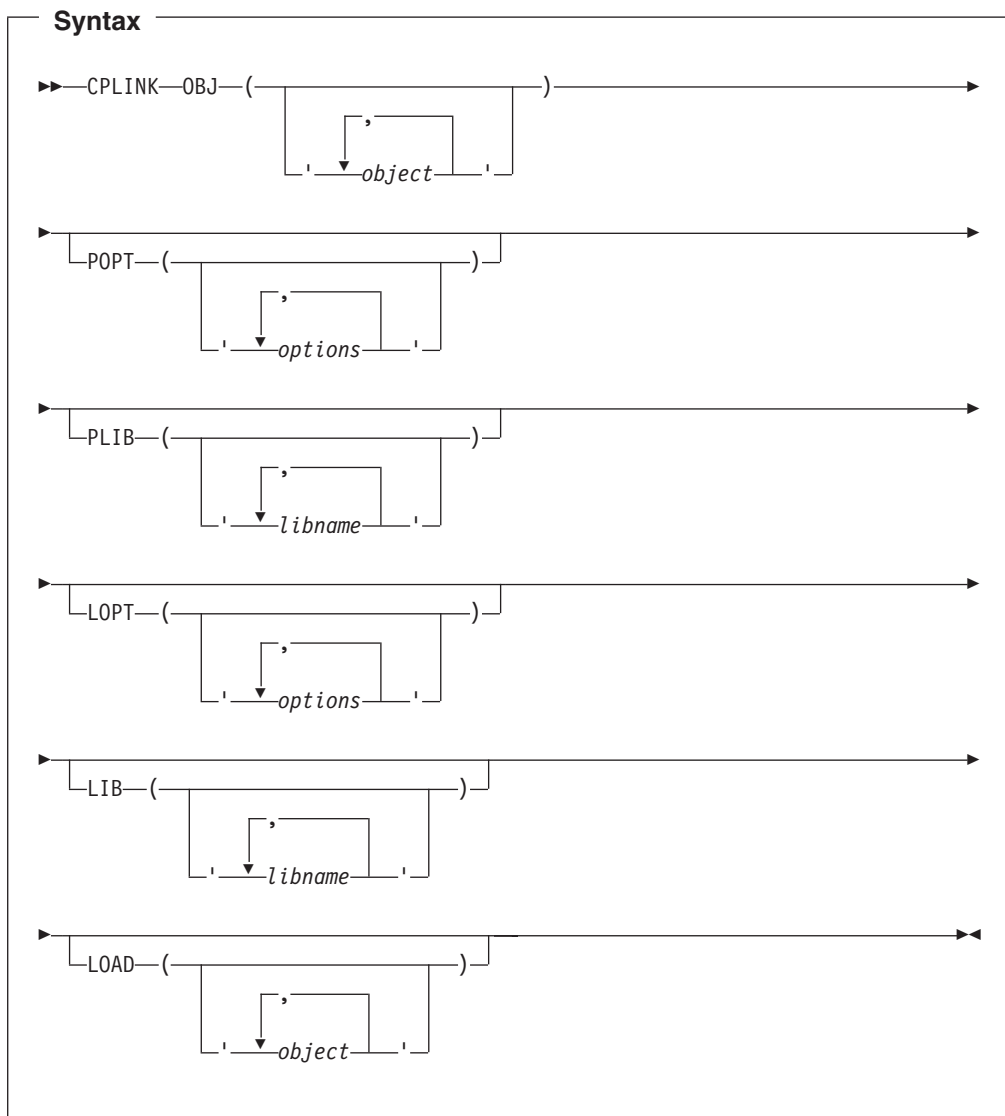 Syntax
CPLINK OBJ ( )
,
' object '
POPT ( )
,
' options '
PLIB ( )
,
' libname '
LOPT ( )
,
' options '
LIB ( )
,
' libname '
LOAD ( )
,
' object '